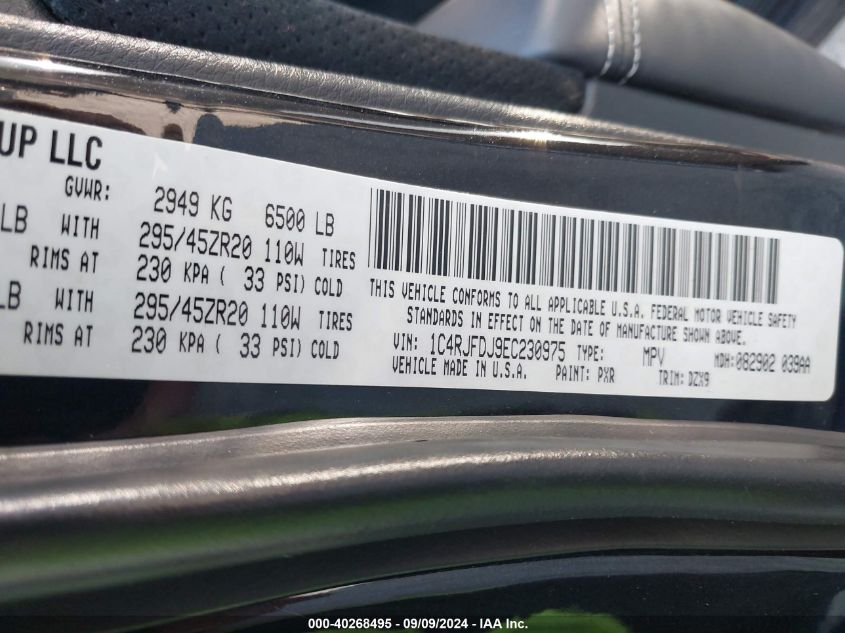 UP LLC
GVWR: 2949 KG 6500 LB
LB WITH 295/45ZR20 110W TIRES
RIMS AT 230 KPA ( 33 PSI) COLD
LB WITH 295/45ZR20 110W TIRES
RIMS AT 230 KPA ( 33 PSI) COLD
THIS VEHICLE CONFORMS TO ALL APPLICABLE U.S.A. FEDERAL MOTOR VEHICLE SAFETY
STANDARDS IN EFFECT ON THE DATE OF MANUFACTURE SHOWN ABOVE.
VIN: 1C4RJFDJ9EC230975 TYPE: MPV MDH:082902 039AA
VEHICLE MADE IN U.S.A. PAINT: PXR TRIM: DZX9
000-40268495 - 09/09/2024 - IAA Inc.